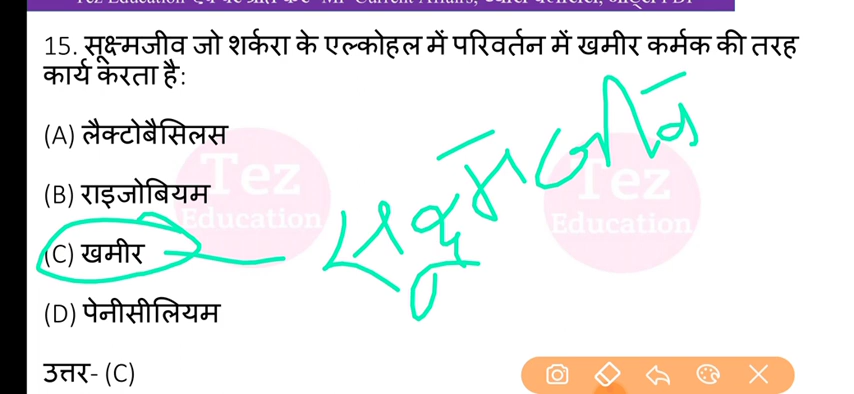 15. सूक्ष्मजीव जो शर्करा के एल्कोहल में परिवर्तन में खमीर कर्मक की तरह
कार्य करता है:
(A) लैक्टोबैसिलस
(B) राइजोबियम
(C) खमीर
(D) पेनीसीलियम
उत्तर- (C)
सूक्ष्मजीव
Tez
Education
Tez
Education